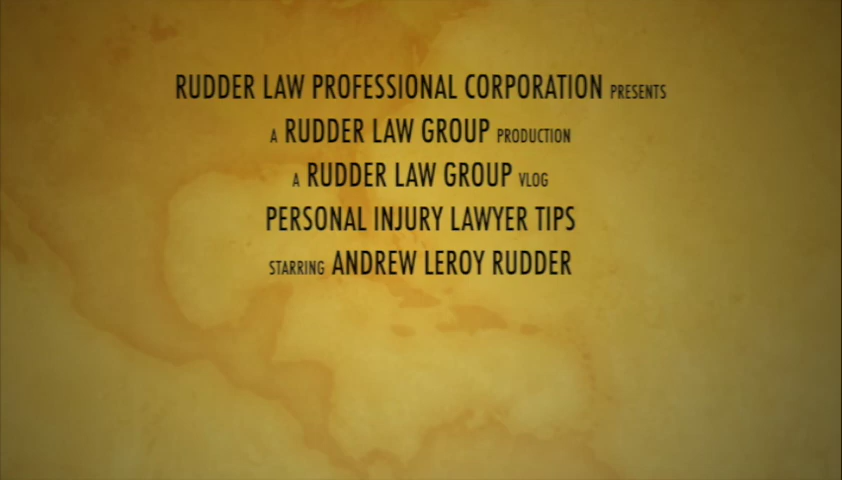 RUDDER LAW PROFESSIONAL CORPORATION PRESENTS
A RUDDER LAW GROUP PRODUCTION
A RUDDER LAW GROUP VLOG
PERSONAL INJURY LAWYER TIPS
STARRING ANDREW LEROY RUDDER